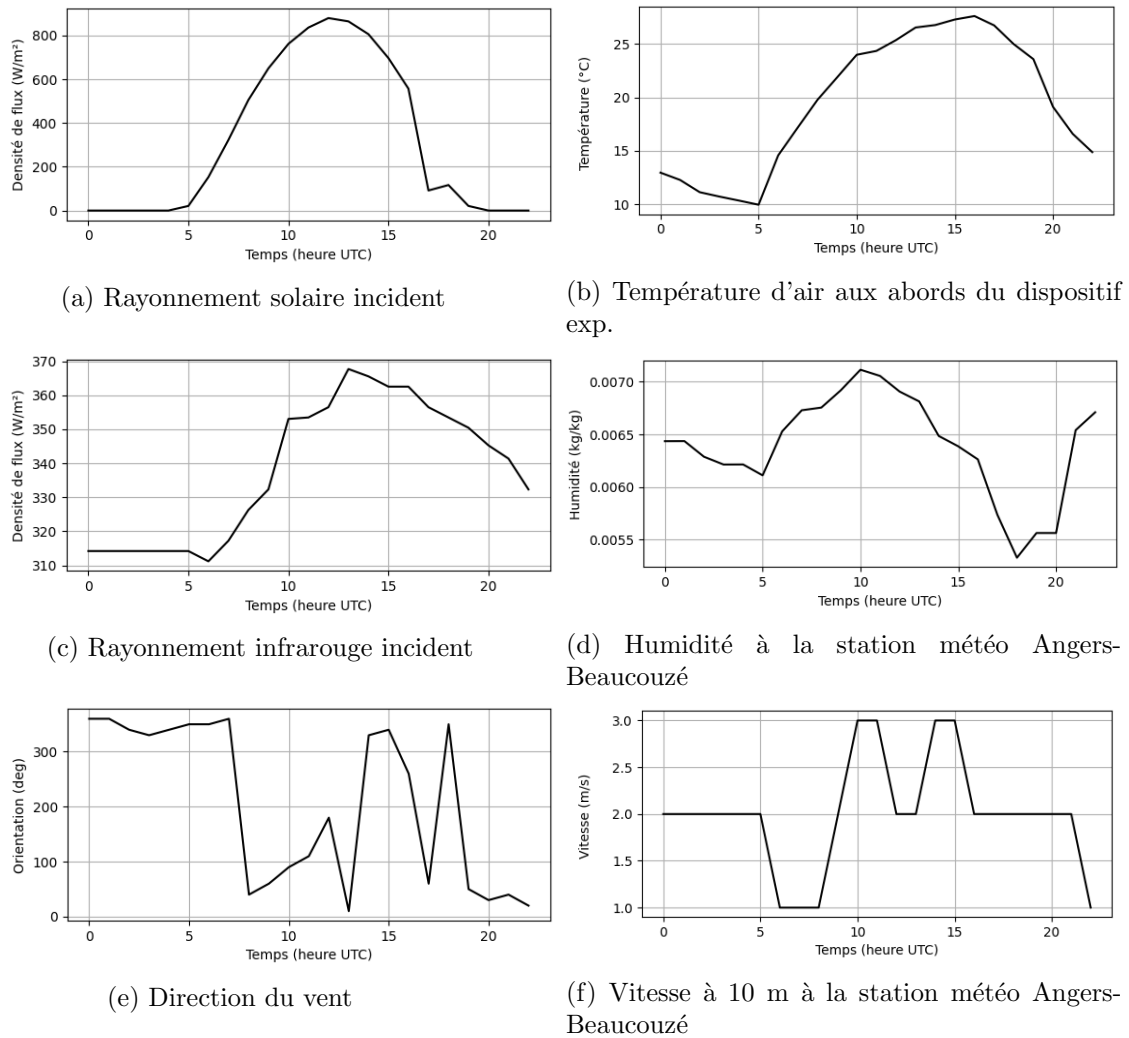 Densité de flux (W/m²)
800
600
400
200
0
0 5 10 15 20
Temps (heure UTC)
(a) Rayonnement solaire incident
Température (°C)
25
20
15
10
0 5 10 15 20
Temps (heure UTC)
(b) Température d'air aux abords du dispositif
exp.
Densité de flux (W/m²)
370
360
350
340
330
320
310
0 5 10 15 20
Temps (heure UTC)
(c) Rayonnement infrarouge incident
Humidité (kg/kg)
0.0070
0.0065
0.0060
0.0055
0 5 10 15 20
Temps (heure UTC)
(d) Humidité à la station météo Angers-
Beaucouzé
Orientation (deg)
300
200
100
0
0 5 10 15 20
Temps (heure UTC)
(e) Direction du vent
Vitesse (m/s)
3.0
2.5
2.0
1.5
1.0
0 5 10 15 20
Temps (heure UTC)
(f) Vitesse à 10 m à la station météo Angers-
Beaucouzé